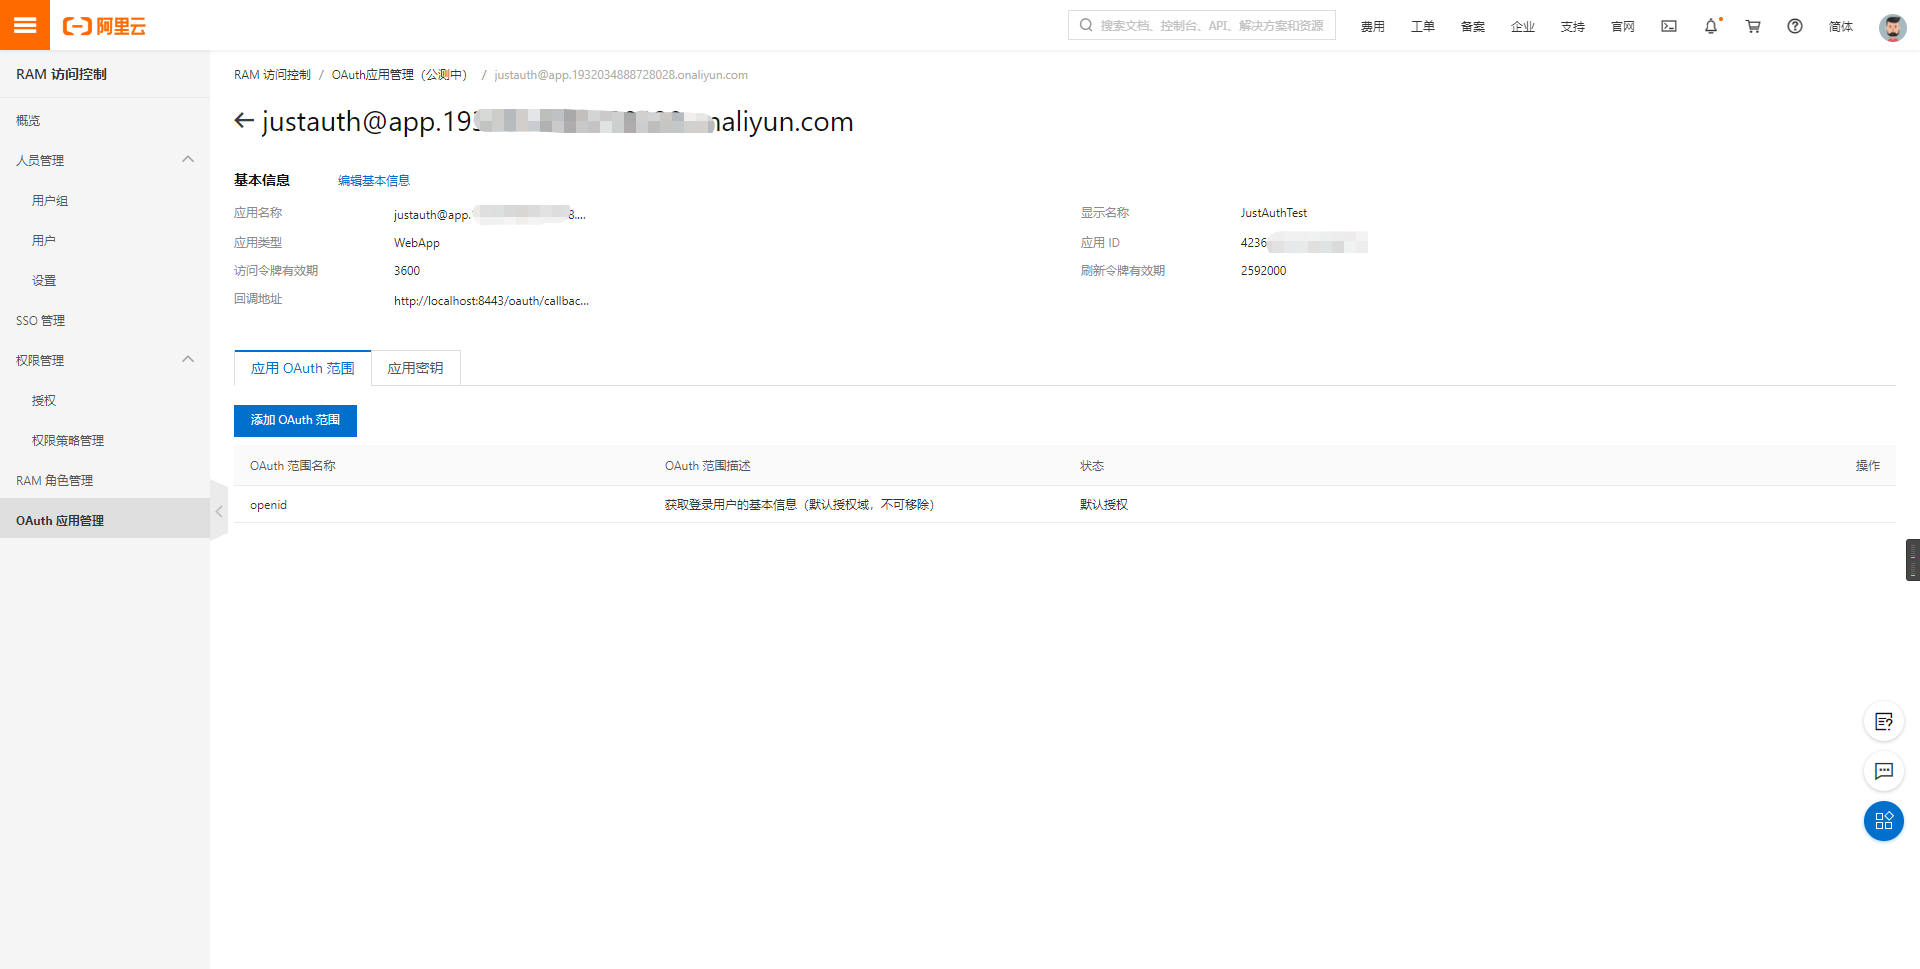 阿里云
搜索文档、控制台、API、解决方案和资源
费用
工单
备案
企业
支持
官网
简体
RAM 访问控制
概览
人员管理
用户组
用户
设置
SSO 管理
权限管理
授权
权限策略管理
RAM 角色管理
OAuth 应用管理
RAM 访问控制 / OAuth应用管理（公测中） / justauth@app.1932034888728028.onaliyun.com
justauth@app.19 naliyun.com
基本信息 编辑基本信息
应用名称 justauth@app. 8....
显示名称 JustAuthTest
应用类型 WebApp
应用 ID 4236
访问令牌有效期 3600
刷新令牌有效期 2592000
回调地址 http://localhost:8443/oauth/callbac...
应用 OAuth 范围 应用密钥
添加 OAuth 范围
OAuth 范围名称 OAuth 范围描述 状态 操作
openid 获取登录用户的基本信息（默认授权域，不可移除） 默认授权